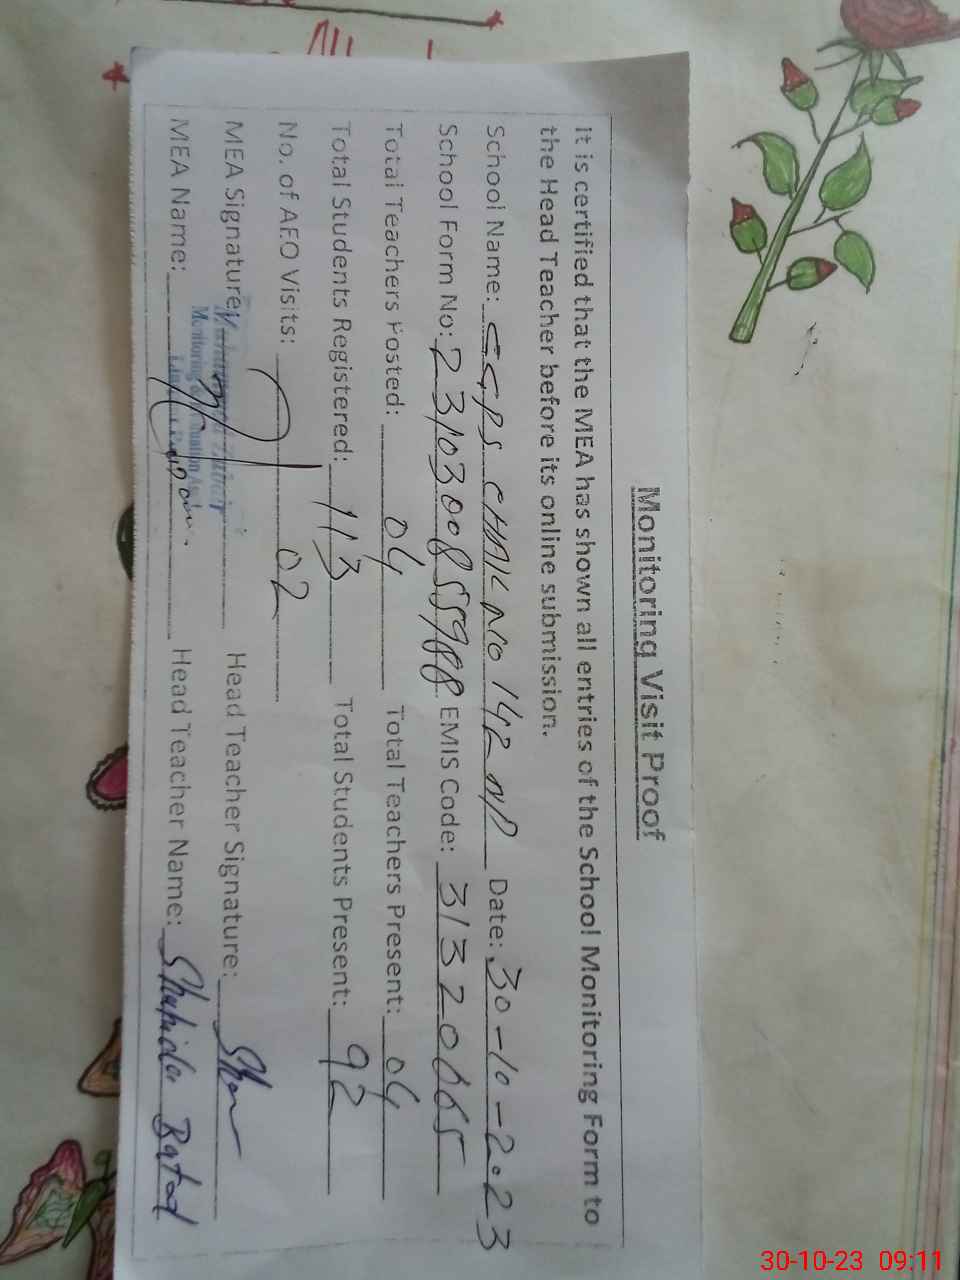 Monitoring Visit Proof
It is certified that the MEA has shown all entries of the School Monitoring Form to
the Head Teacher before its online submission.
School Name: GGPS CHAK NO 142 N/P Date: 30-10-2023
School Form No: 2310300855988 EMIS Code: 31320665
Total Teachers Posted: 04 Total Teachers Present: 04
Total Students Registered: 113 Total Students Present: 92
No. of AEO Visits: 02
MEA Signature: Head Teacher Signature:
MEA Name: Head Teacher Name: Shahida Batool
30-10-23 09:11